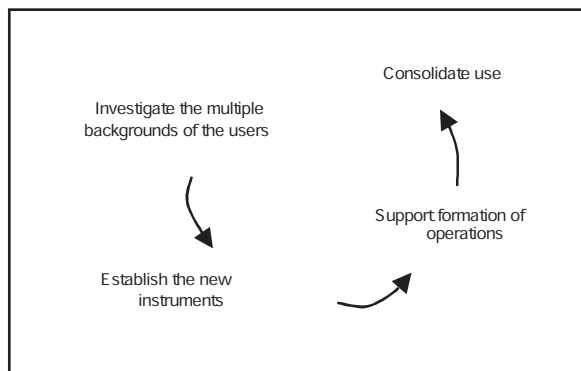 Investigate the multiple
backgrounds of the users
Establish the new
instruments
Support formation of
operations
Consolidate use